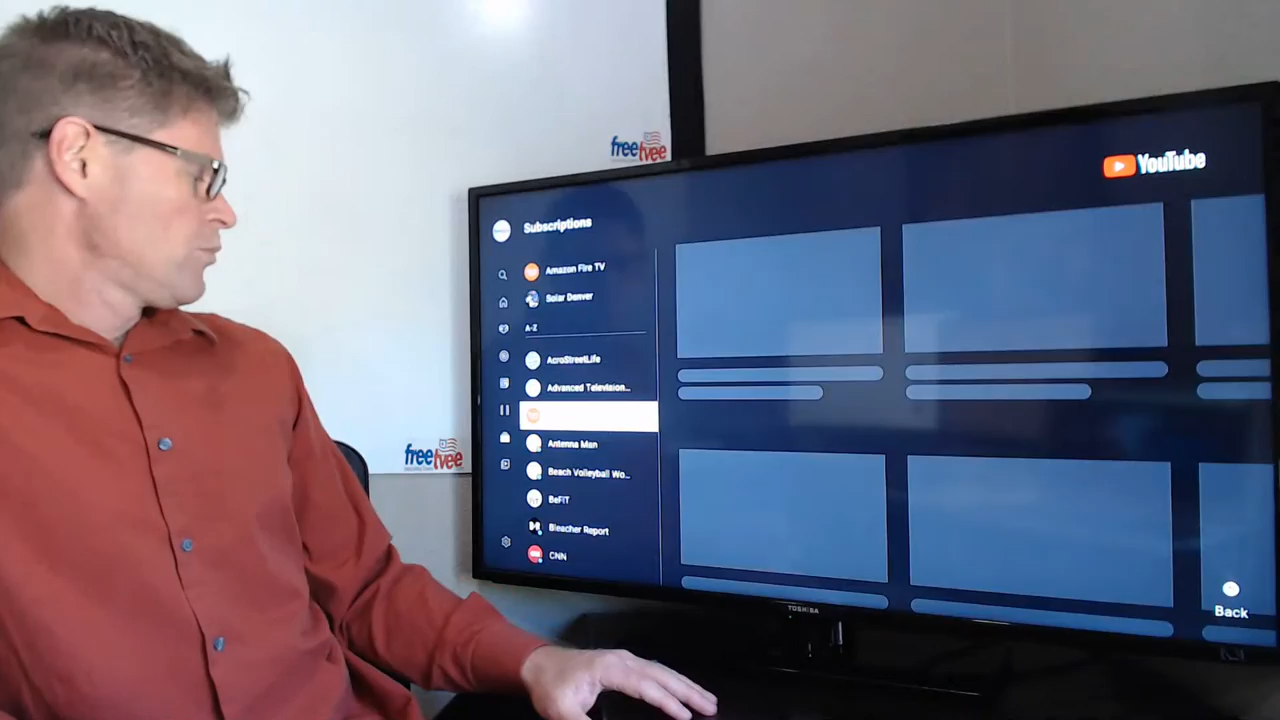 freetvee
freetvee
YouTube
Subscriptions
Amazon Fire TV
Solar Denver
A-Z
AcroStreetLife
Advanced Television...
Antenna Man
Beach Volleyball Wo...
BeFiT
Bleacher Report
CNN
Back
TOSHIBA